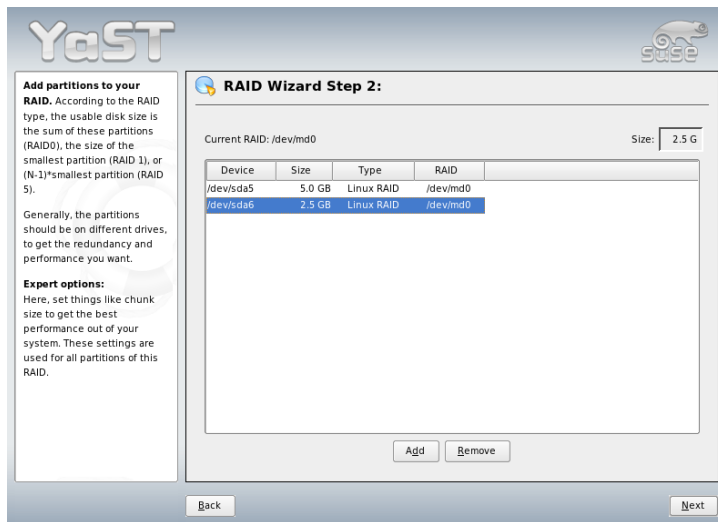 YaST
suse
Add partitions to your
RAID. According to the RAID
type, the usable disk size is
the sum of these partitions
(RAID0), the size of the
smallest partition (RAID 1), or
(N-1)*smallest partition (RAID
5).
Generally, the partitions
should be on different drives,
to get the redundancy and
performance you want.
Expert options:
Here, set things like chunk
size to get the best
performance out of your
system. These settings are
used for all partitions of this
RAID.
RAID Wizard Step 2:
Current RAID: /dev/md0 Size: 2.5 G
Device Size Type RAID
/dev/sda5 5.0 GB Linux RAID /dev/md0
/dev/sda6 2.5 GB Linux RAID /dev/md0
Add Remove
Back Next